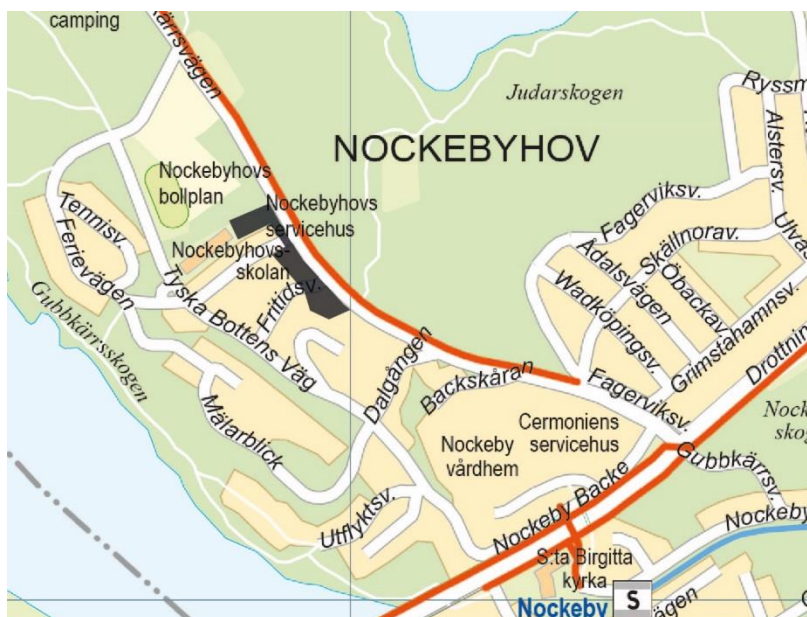 camping
Judarskogen
NOCKEBYHOV
Nockebyhovs
bollplan
Nockebyhovs
servicehus
Nockebyhovs-
skolan
Tennisv.
Ferievägen
Gubbkärrsskogen
Tyska Bottens Väg
Fritidsv.
Mälarblick
Dalgången
Backskåran
Utflyktsv.
Fagerviksv.
Alstersv.
Skällnorav.
Ådalsvägen
Öbackav.
Wadköpingsv.
Grimstahamnsv.
Fagerviksv.
Cermoniens
servicehus
Nockeby
vårdhem
Nockeby Backe
Gubbkärrsv.
S:ta Birgitta
kyrka
Nockeby
Nockeby
S